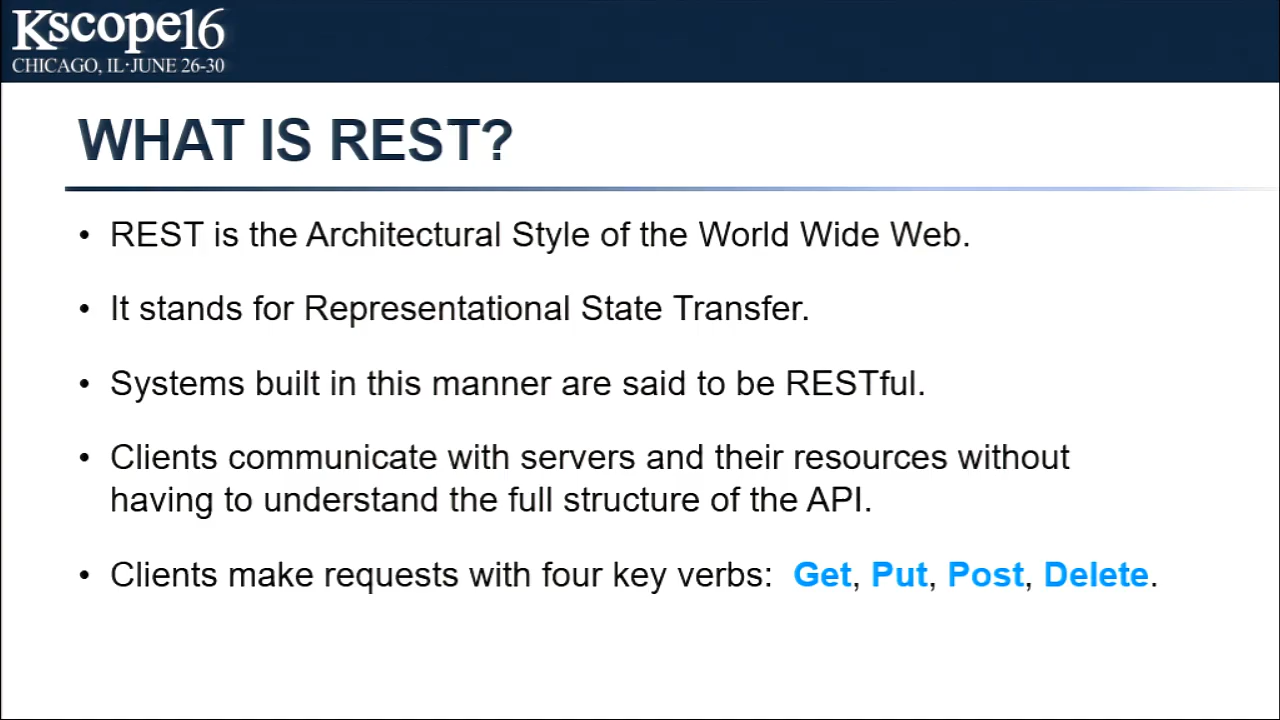 Kscope16
CHICAGO, IL·JUNE 26-30
WHAT IS REST?
• REST is the Architectural Style of the World Wide Web.
• It stands for Representational State Transfer.
• Systems built in this manner are said to be RESTful.
• Clients communicate with servers and their resources without
having to understand the full structure of the API.
• Clients make requests with four key verbs: Get, Put, Post, Delete.